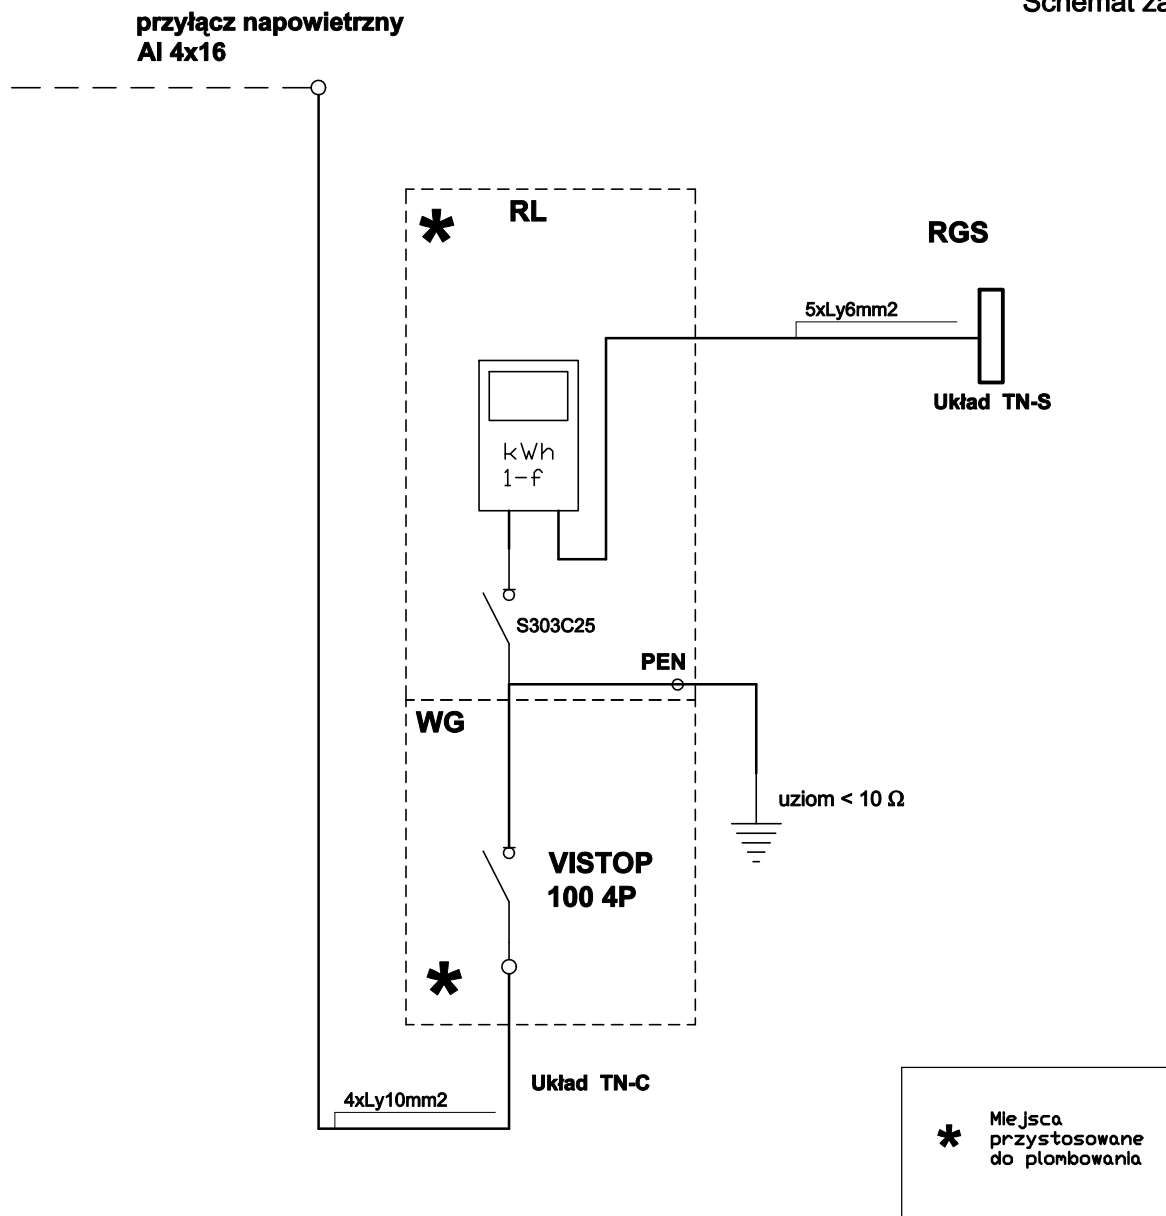 Schemat za
przyłącz napowietrzny
Al 4x16
RL
RGS
5xLy6mm2
Układ TN-S
kWh
1-f
S303C25
PEN
WG
uziom < 10 Ω
VISTOP
100 4P
Układ TN-C
4xLy10mm2
* Miejsca
przystosowane
do plombowania